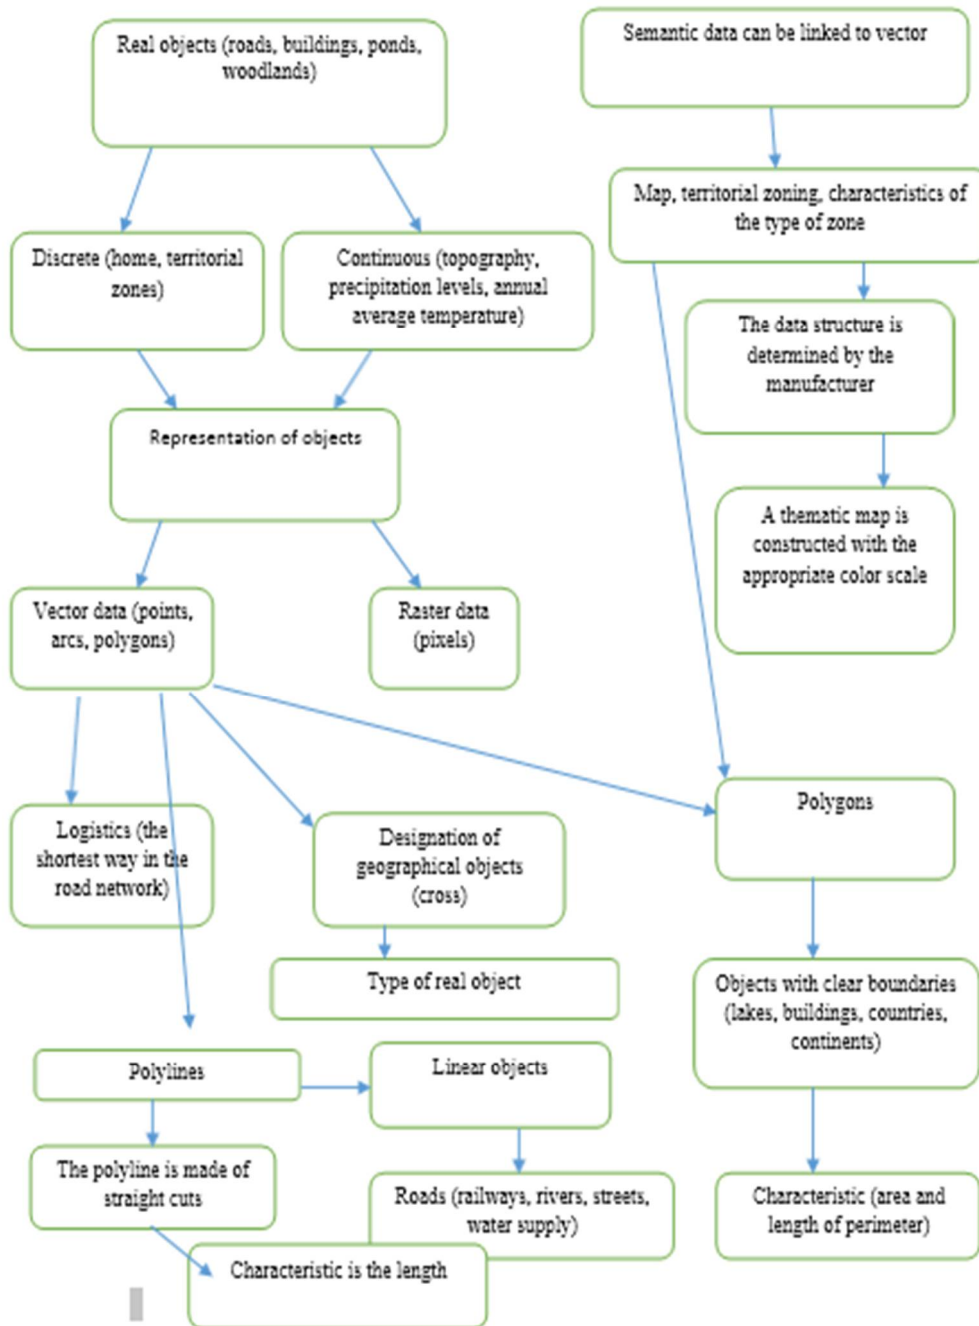 Real objects (roads, buildings, ponds,
woodlands)
Semantic data can be linked to vector
Map, territorial zoning, characteristics of
the type of zone
Discrete (home, territorial
zones)
Continuous (topography,
precipitation levels, annual
average temperature)
The data structure is
determined by the
manufacturer
Representation of objects
A thematic map is
constructed with the
appropriate color scale
Vector data (points,
arcs, polygons)
Raster data
(pixels)
Polygons
Logistics (the
shortest way in the
road network)
Designation of
geographical objects
(cross)
Type of real object
Objects with clear boundaries
(lakes, buildings, countries,
continents)
Polylines
Linear objects
The polyline is made of
straight cuts
Roads (railways, rivers, streets,
water supply)
Characteristic (area and
length of perimeter)
Characteristic is the length